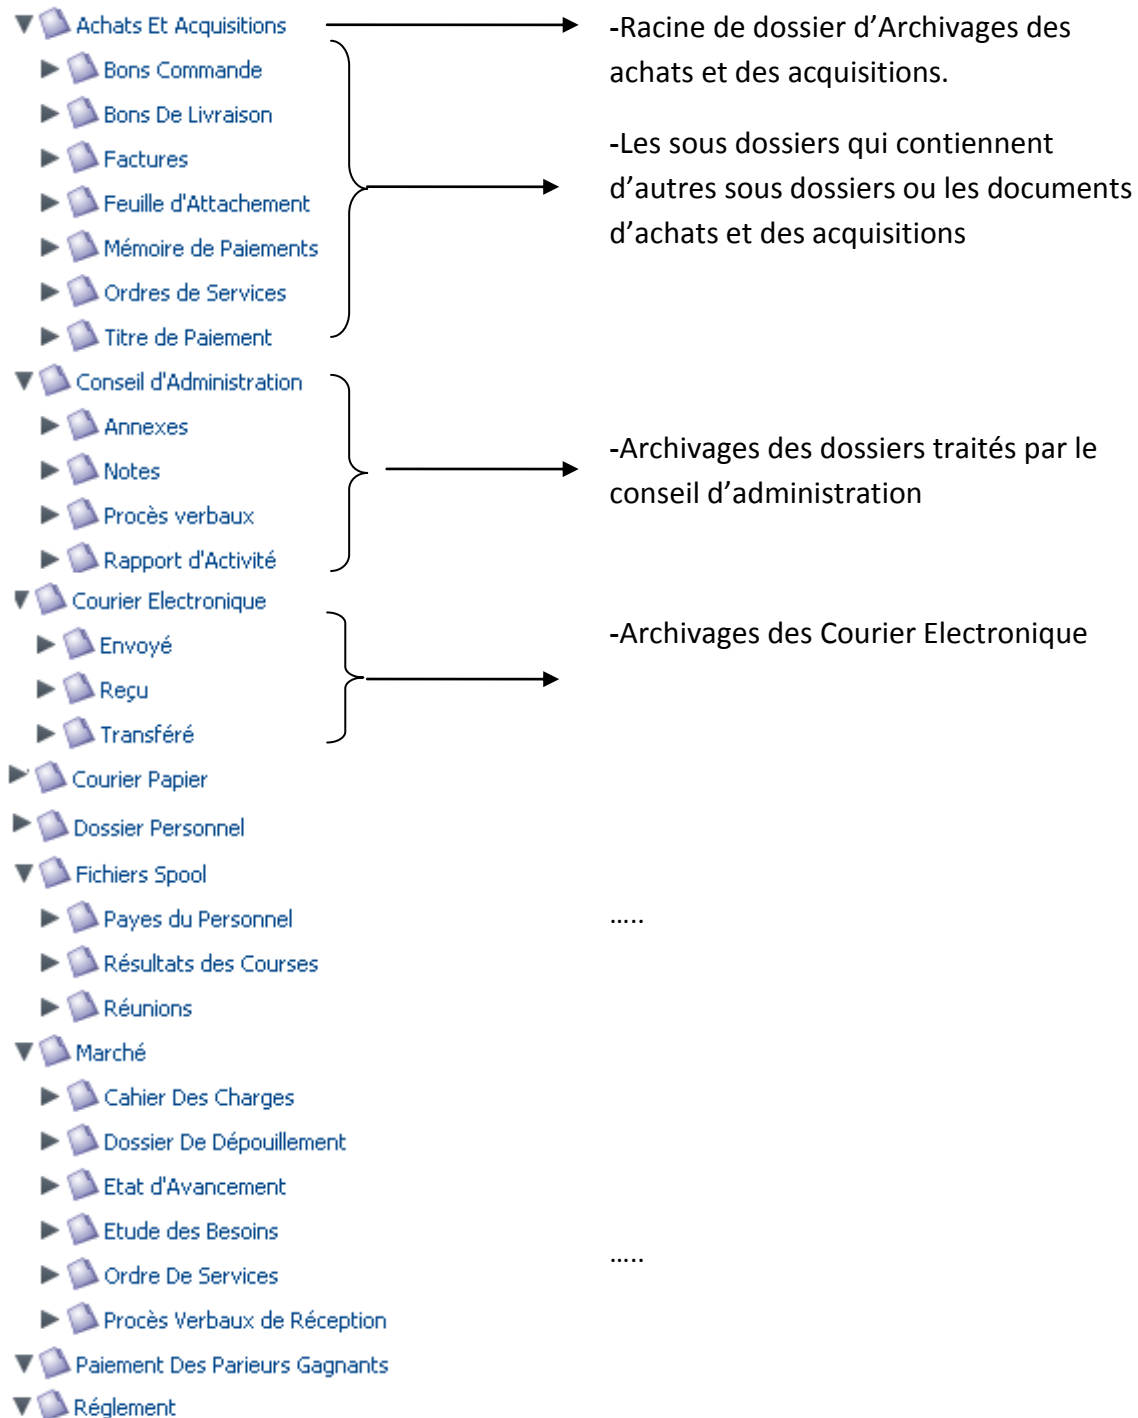 Achats Et Acquisitions
-Racine de dossier d’Archivages des
achats et des acquisitions.
Bons Commande
Bons De Livraison
Factures
Feuille d'Attachement
Mémoire de Paiements
Ordres de Services
Titre de Paiement
-Les sous dossiers qui contiennent
d’autres sous dossiers ou les documents
d’achats et des acquisitions
Conseil d'Administration
Annexes
Notes
Procès verbaux
Rapport d'Activité
-Archivages des dossiers traités par le
conseil d’administration
Courier Electronique
Envoyé
Reçu
Transféré
-Archivages des Courier Electronique
Courier Papier
Dossier Personnel
Fichiers Spool
Payes du Personnel
…..
Résultats des Courses
Réunions
Marché
Cahier Des Charges
Dossier De Dépouillement
Etat d'Avancement
Etude des Besoins
…..
Ordre De Services
Procès Verbaux de Réception
Paiement Des Parieurs Gagnants
Réglement